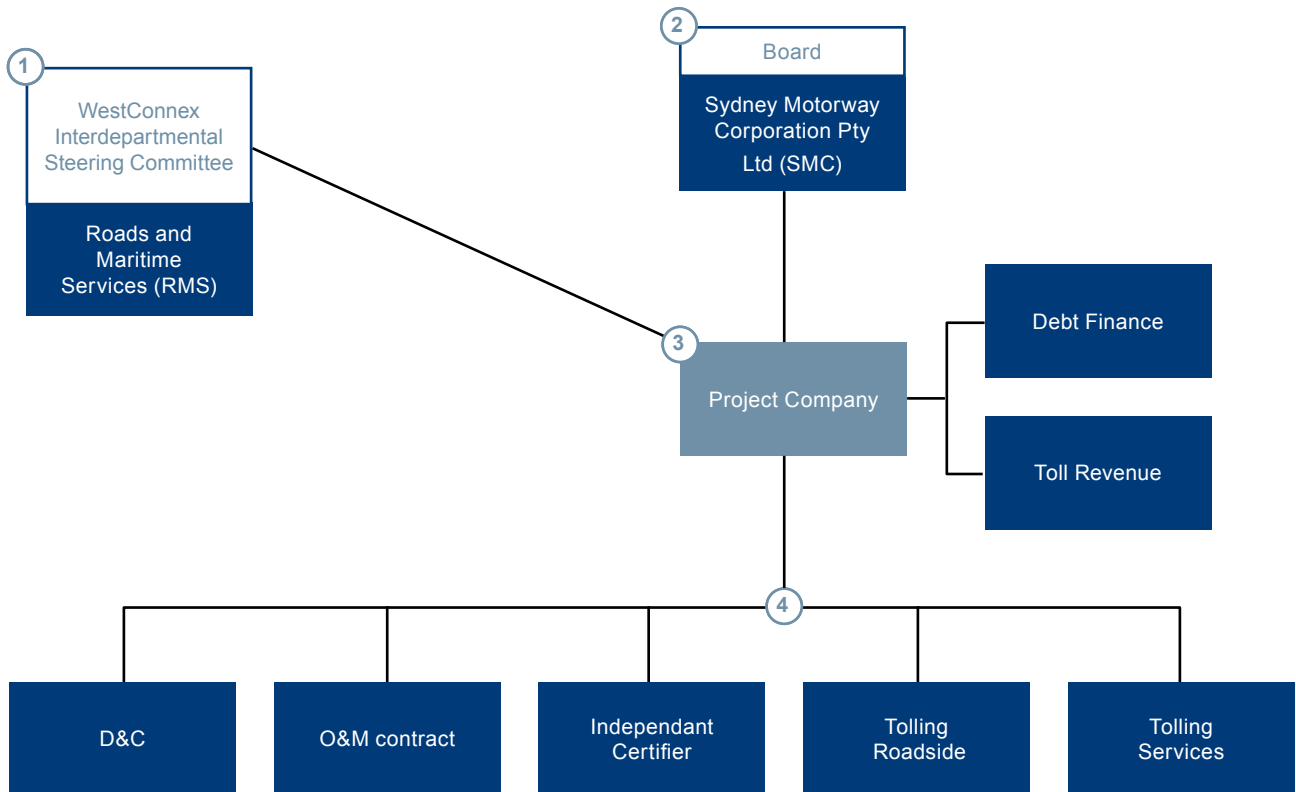 1
WestConnex
Interdepartmental
Steering Committee
Roads and
Maritime
Services (RMS)
2
Board
Sydney Motorway
Corporation Pty
Ltd (SMC)
3
Project Company
Debt Finance
Toll Revenue
4
D&C
O&M contract
Independant
Certifier
Tolling
Roadside
Tolling
Services